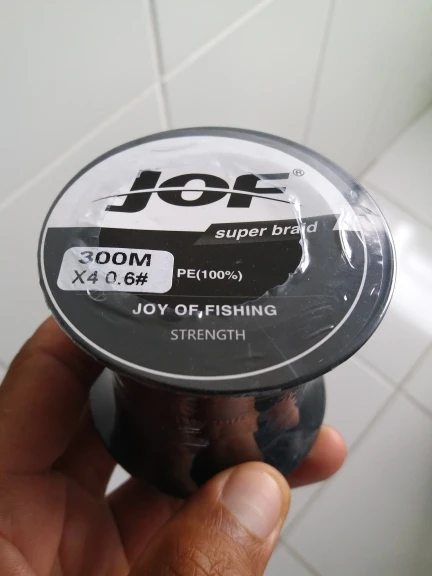 JOF®
super braid
300M
X4 0.6#
PE(100%)
JOY OF FISHING
STRENGTH